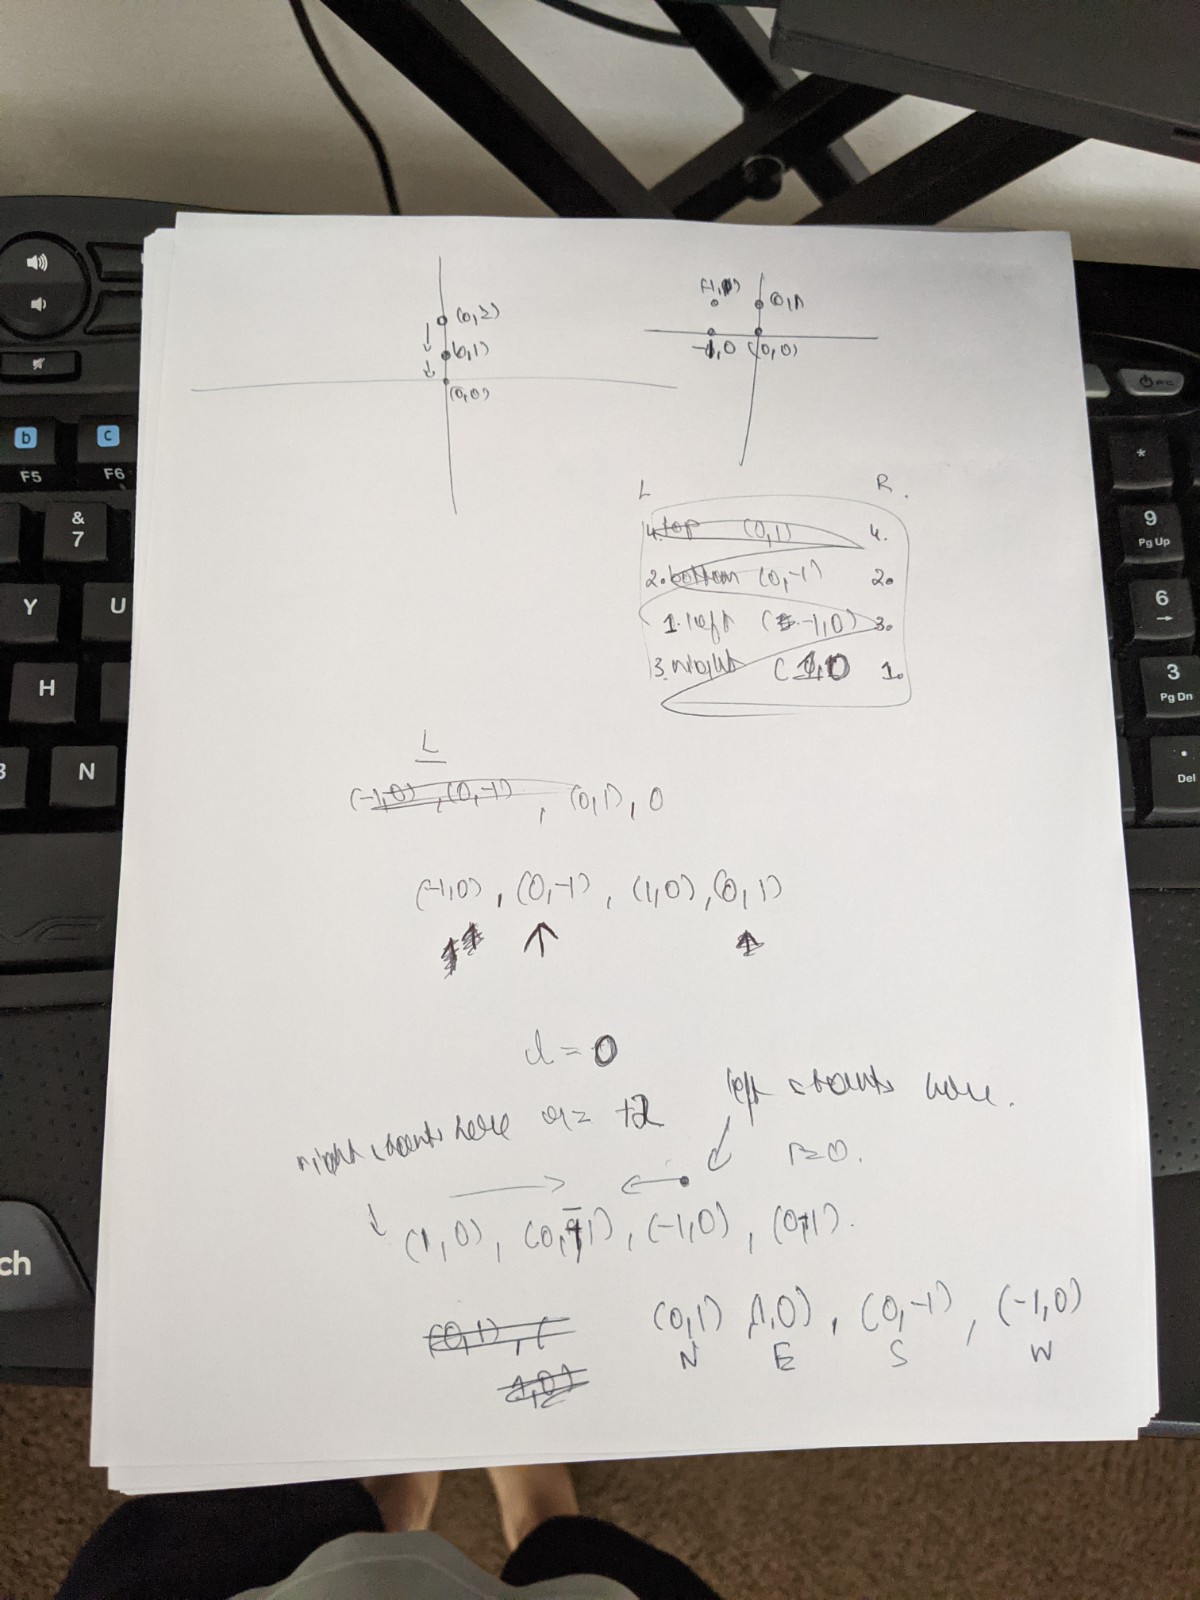 (0,2)
(0,1)
(0,0)
0,1
-1,0 (0,0)
L R.
4. top (0,1) 4.
2. bottom (0,-1) 2.
1. left (-1,0) 3.
3. right (1,0 1.
L
(-1,0), (0,-1), (0,1), 0
(-1,0), (0,-1), (1,0), (0,1)
l=0
left starts here.
right starts here r= +2
r=0.
(1,0), (0,-1), (-1,0), (0,1).
(0,1), (
(0,1) (1,0), (0,-1), (-1,0)
N E S W
1,0)
b
c
F5
F6
&
7
Y
U
H
N
ch
PC
*
9
Pg Up
6
→
3
Pg Dn
.
Del